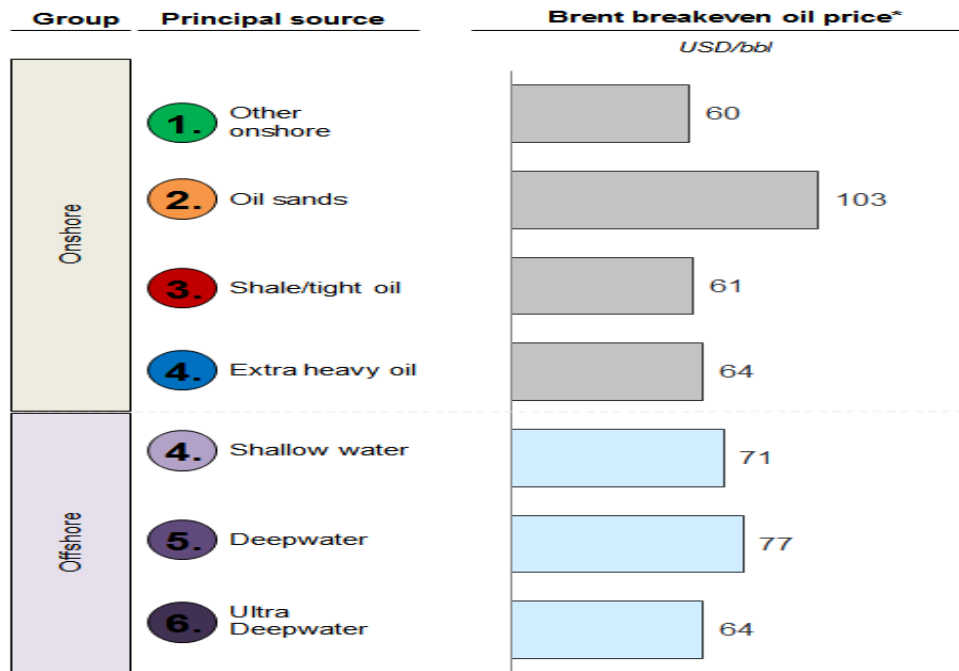 Group Principal source Brent breakeven oil price*
USD/bbl
Onshore
1. Other
onshore 60
2. Oil sands 103
3. Shale/tight oil 61
4. Extra heavy oil 64
Offshore
4. Shallow water 71
5. Deepwater 77
6. Ultra
Deepwater 64